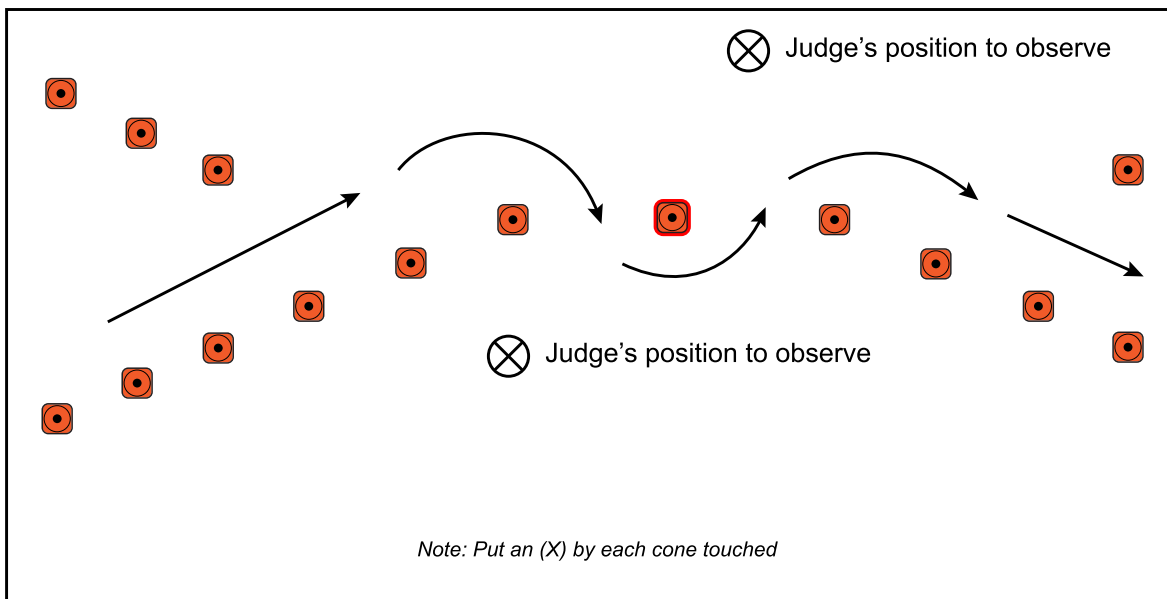 Judge's position to observe
Judge's position to observe
Note: Put an (X) by each cone touched